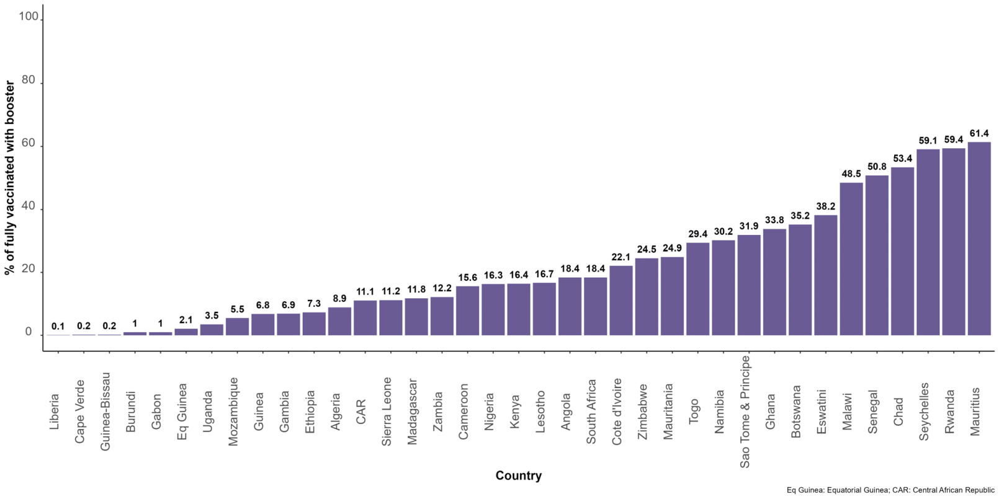 % of fully vaccinated with booster
100
80
60
40
20
0
0.1
0.2
0.2
1
1
2.1
3.5
5.5
6.8
6.9
7.3
8.9
11.1
11.2
11.8
12.2
15.6
16.3
16.4
16.7
18.4
18.4
22.1
24.5
24.9
29.4
30.2
31.9
33.8
35.2
38.2
48.5
50.8
53.4
59.1
59.4
61.4
Liberia
Cape Verde
Guinea-Bissau
Burundi
Gabon
Eq Guinea
Uganda
Mozambique
Guinea
Gambia
Ethiopia
Algeria
CAR
Sierra Leone
Madagascar
Zambia
Cameroon
Nigeria
Kenya
Lesotho
Angola
South Africa
Cote d'Ivoire
Zimbabwe
Mauritania
Togo
Namibia
Sao Tome & Principe
Ghana
Botswana
Eswatini
Malawi
Senegal
Chad
Seychelles
Rwanda
Mauritius
Country
Eq Guinea: Equatorial Guinea; CAR: Central African Republic